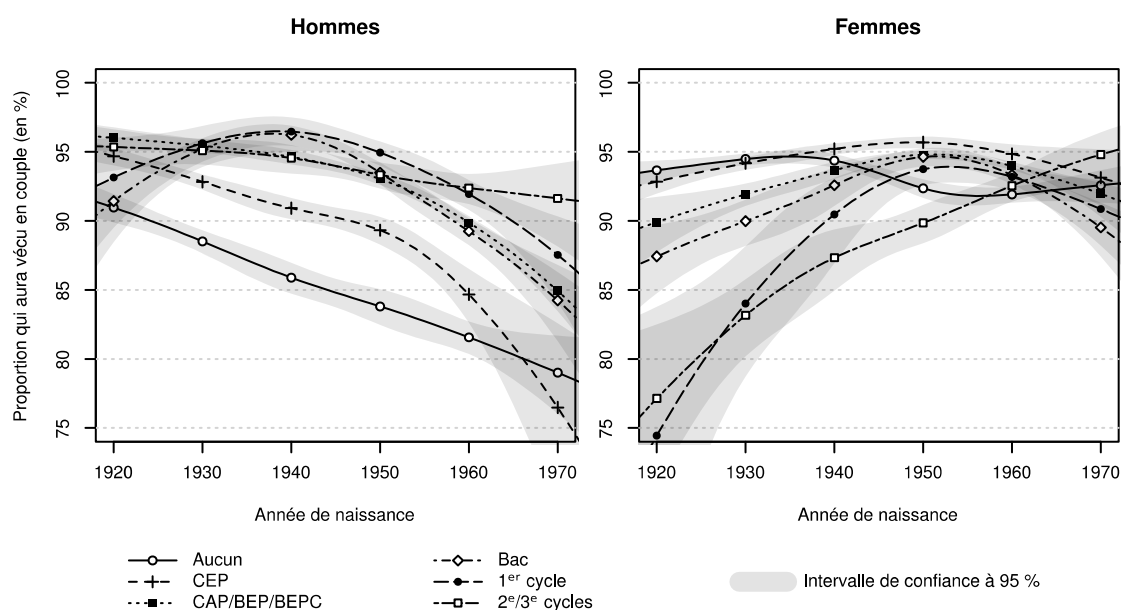 Hommes
Femmes
Proportion qui aura vécu en couple (en %)
100
95
90
85
80
75
1920 1930 1940 1950 1960 1970
Année de naissance
100
95
90
85
80
75
1920 1930 1940 1950 1960 1970
Année de naissance
Aucun
CEP
CAP/BEP/BEPC
Bac
1er cycle
2e/3e cycles
Intervalle de confiance à 95 %